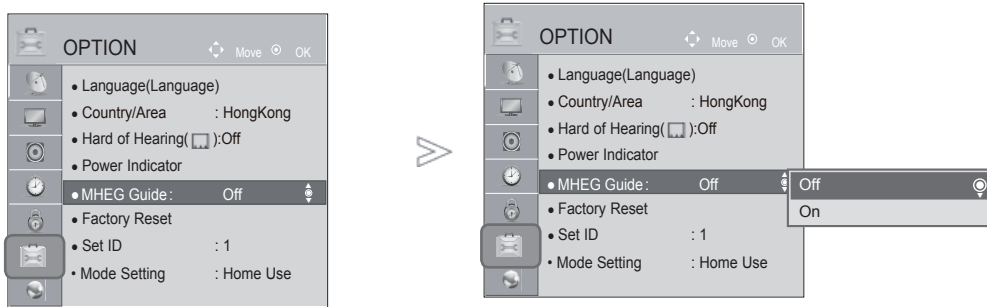 OPTION
Move OK
• Language(Language)
• Country/Area : HongKong
• Hard of Hearing( ):Off
• Power Indicator
• MHEG Guide : Off
• Factory Reset
• Set ID : 1
• Mode Setting : Home Use
OPTION
Move OK
• Language(Language)
• Country/Area : HongKong
• Hard of Hearing( ):Off
• Power Indicator
• MHEG Guide : Off
• Factory Reset
• Set ID : 1
• Mode Setting : Home Use
Off
On